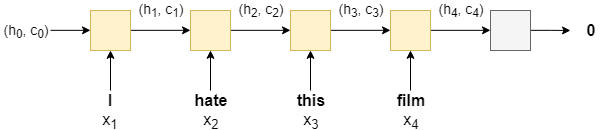 (h₁, c₁) (h₂, c₂) (h₃, c₃) (h₄, c₄)
(h₀, c₀) 0
I hate this film
x₁ x₂ x₃ x₄